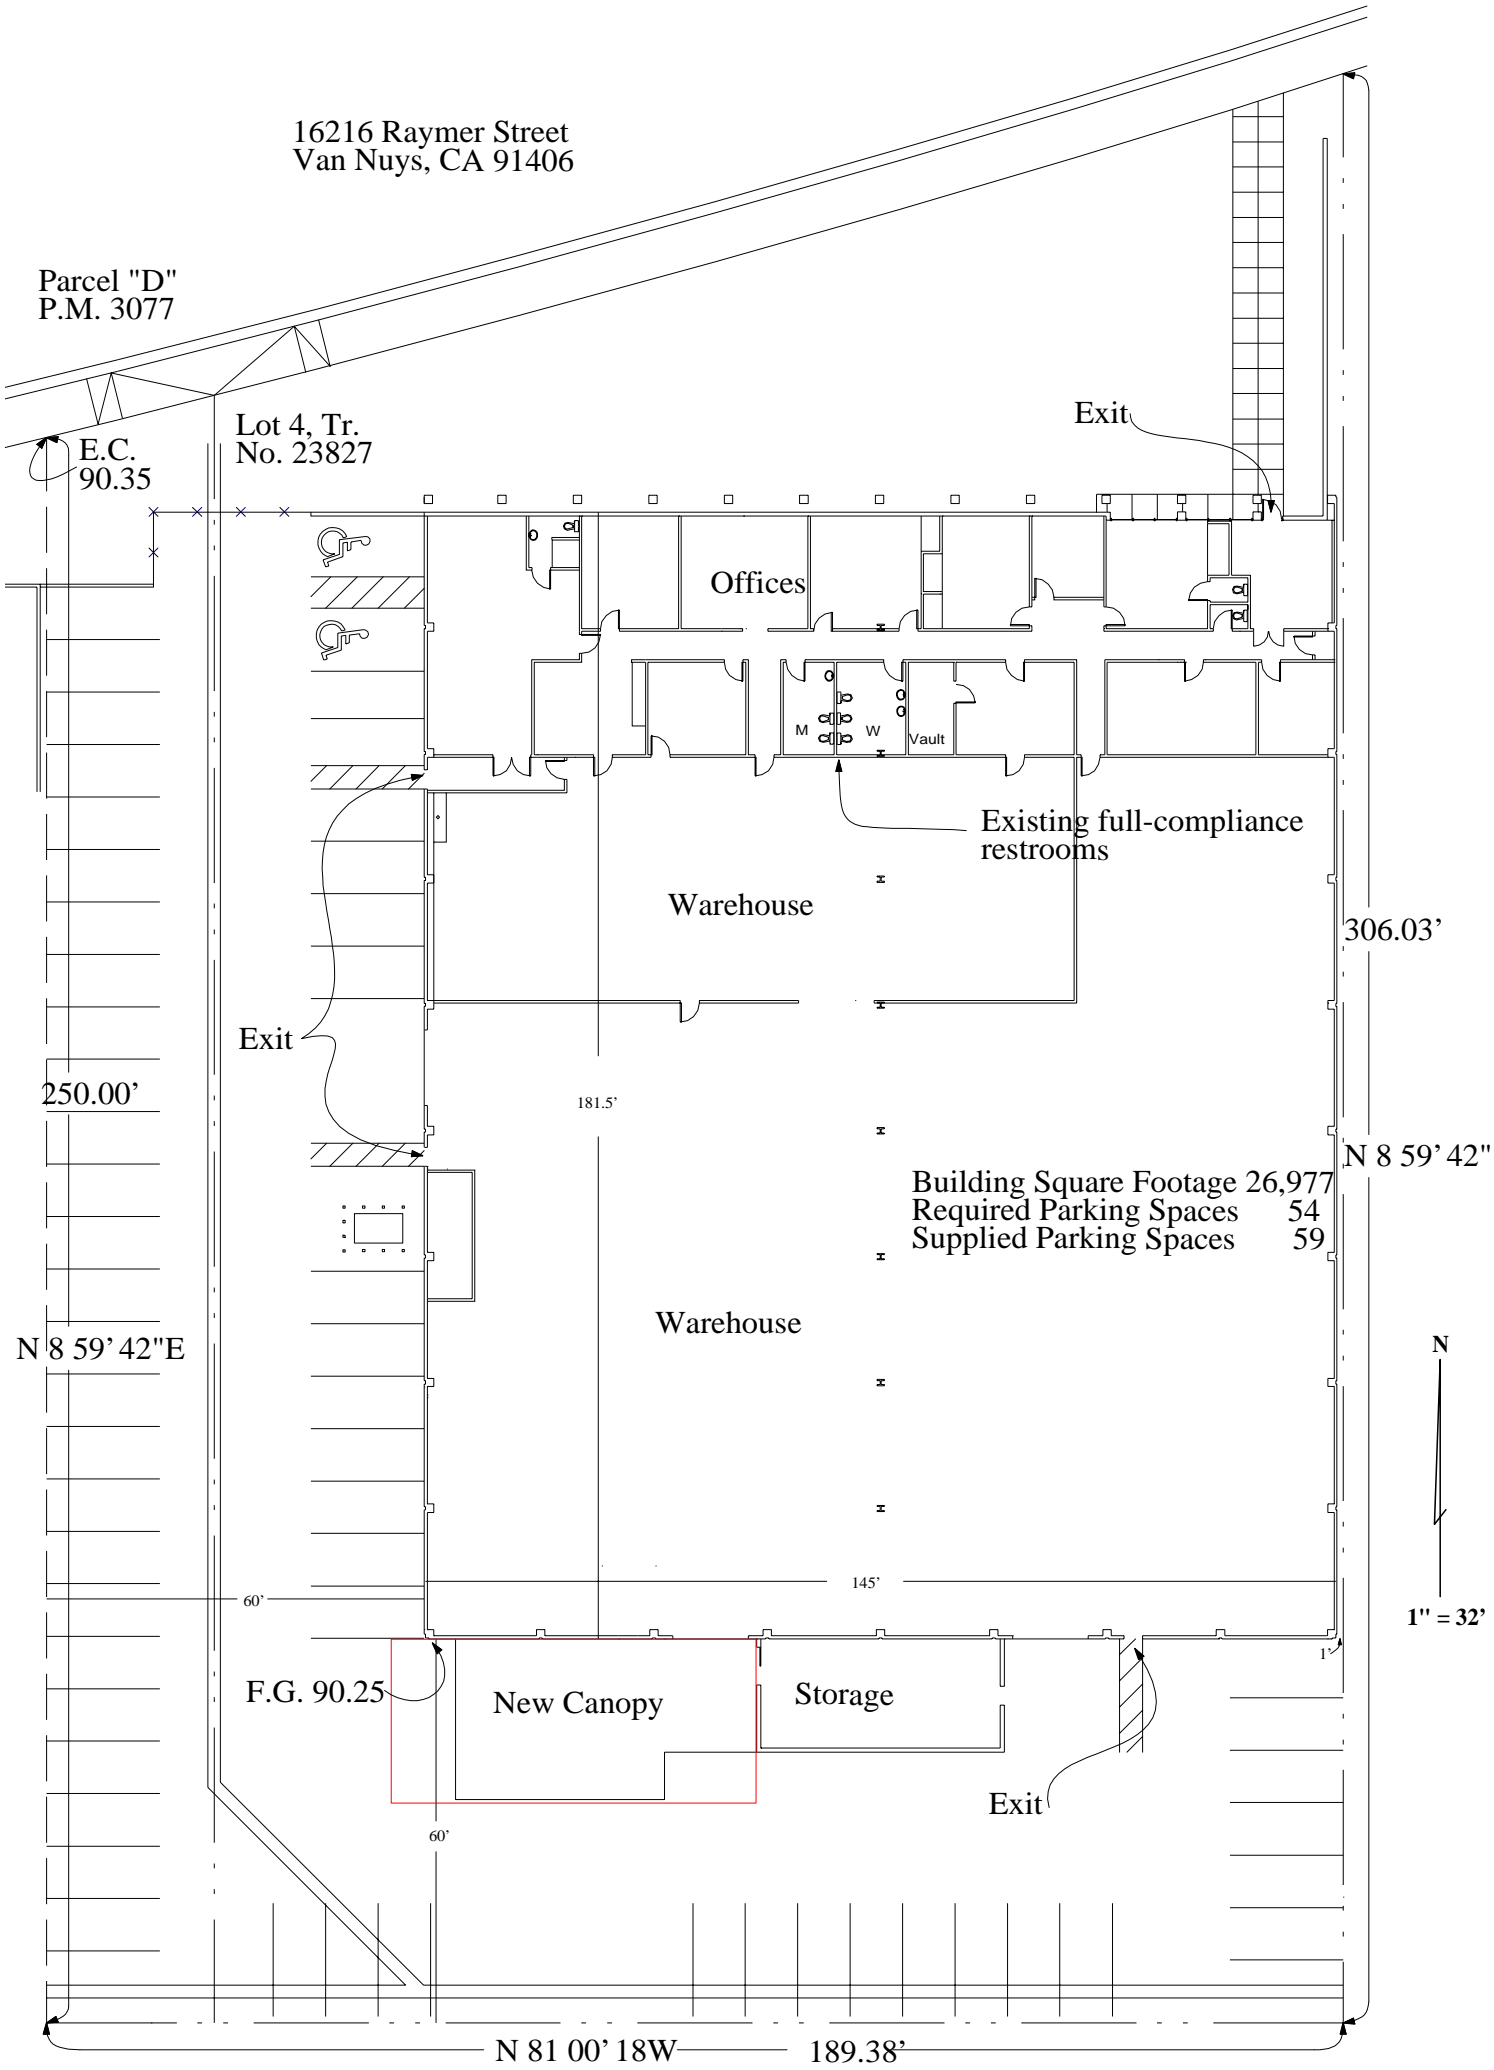 16216 Raymer Street
Van Nuys, CA 91406
Parcel "D"
P.M. 3077
Lot 4, Tr.
No. 23827
E.C.
90.35
Exit
Offices
M
W
Vault
Existing full-compliance
restrooms
Warehouse
306.03’
Exit
250.00’
181.5’
N 8 59’ 42"
Building Square Footage 26,977
Required Parking Spaces 54
Supplied Parking Spaces 59
Warehouse
N 8 59’ 42"E
N
145’
60’
1" = 32’
1’
F.G. 90.25
New Canopy
Storage
Exit
60’
N 81 00’ 18W
189.38’